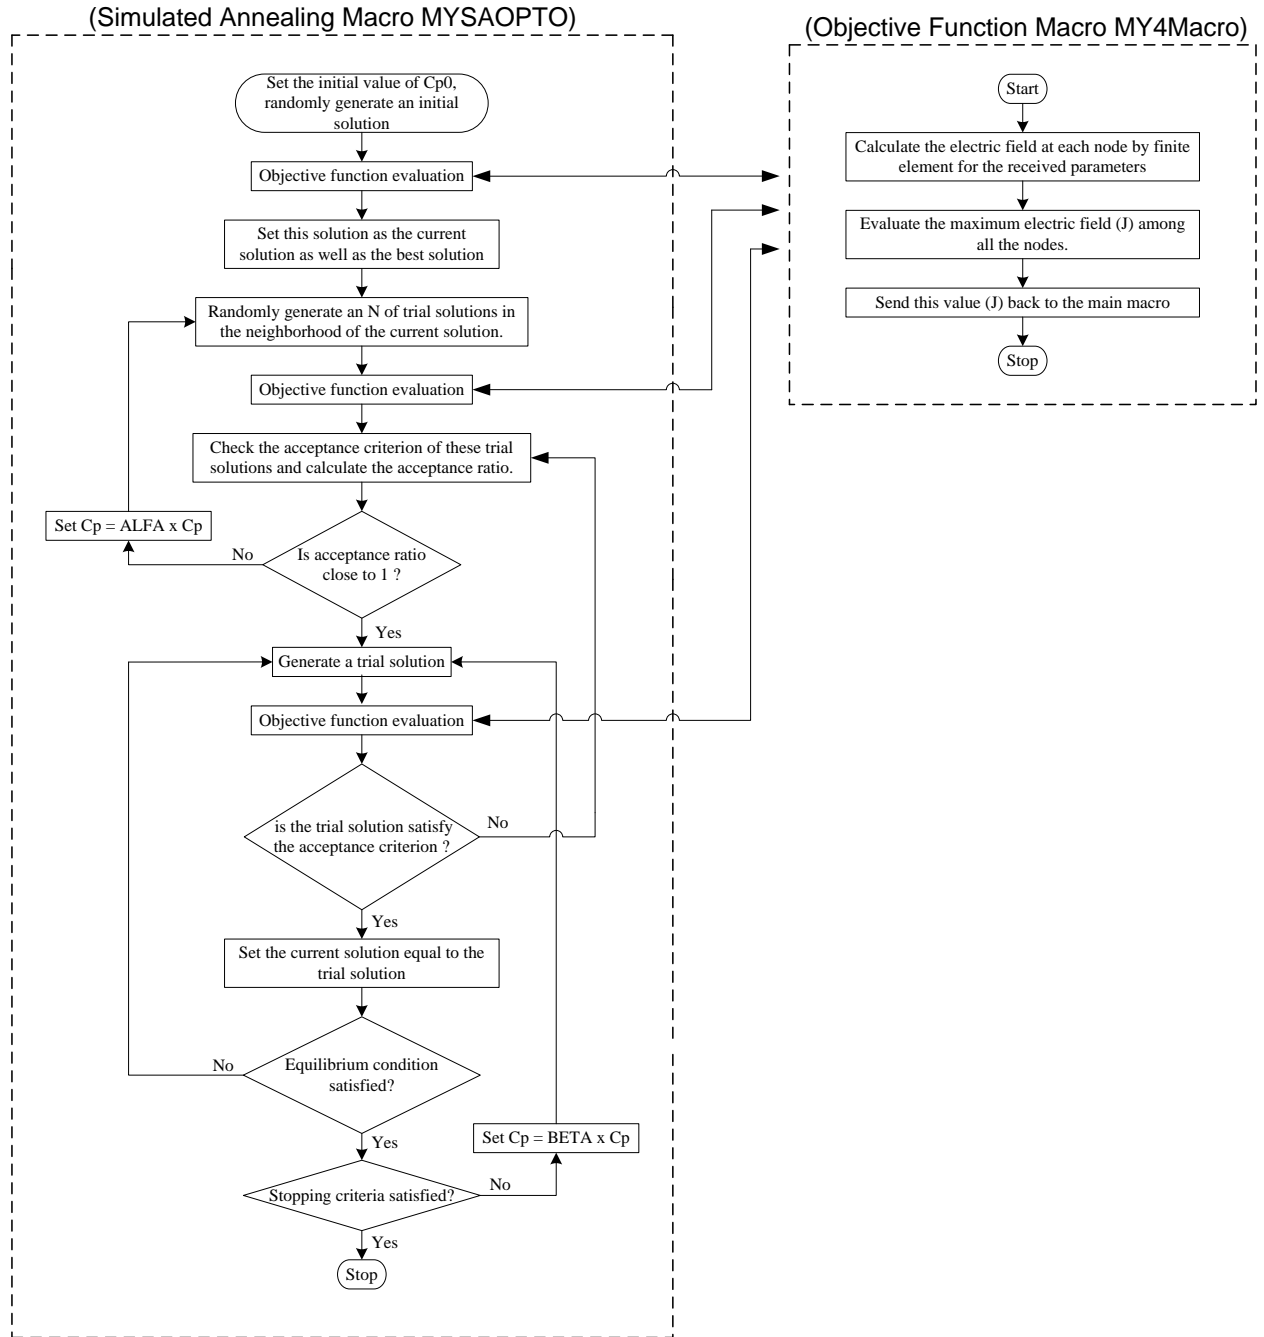 (Simulated Annealing Macro MYSAOPTO)
Set the initial value of Cp0,
randomly generate an initial
solution
Objective function evaluation
Set this solution as the current
solution as well as the best solution
Randomly generate an N of trial solutions in
the neighborhood of the current solution.
Objective function evaluation
Check the acceptance criterion of these trial
solutions and calculate the acceptance ratio.
Set Cp = ALFA x Cp
No
Is acceptance ratio
close to 1 ?
Yes
Generate a trial solution
Objective function evaluation
is the trial solution satisfy
the acceptance criterion ?
No
Yes
Set the current solution equal to the
trial solution
No
Equilibrium condition
satisfied?
Yes
Set Cp = BETA x Cp
Stopping criteria satisfied?
No
Yes
Stop
(Objective Function Macro MY4Macro)
Start
Calculate the electric field at each node by finite
element for the received parameters
Evaluate the maximum electric field (J) among
all the nodes.
Send this value (J) back to the main macro
Stop